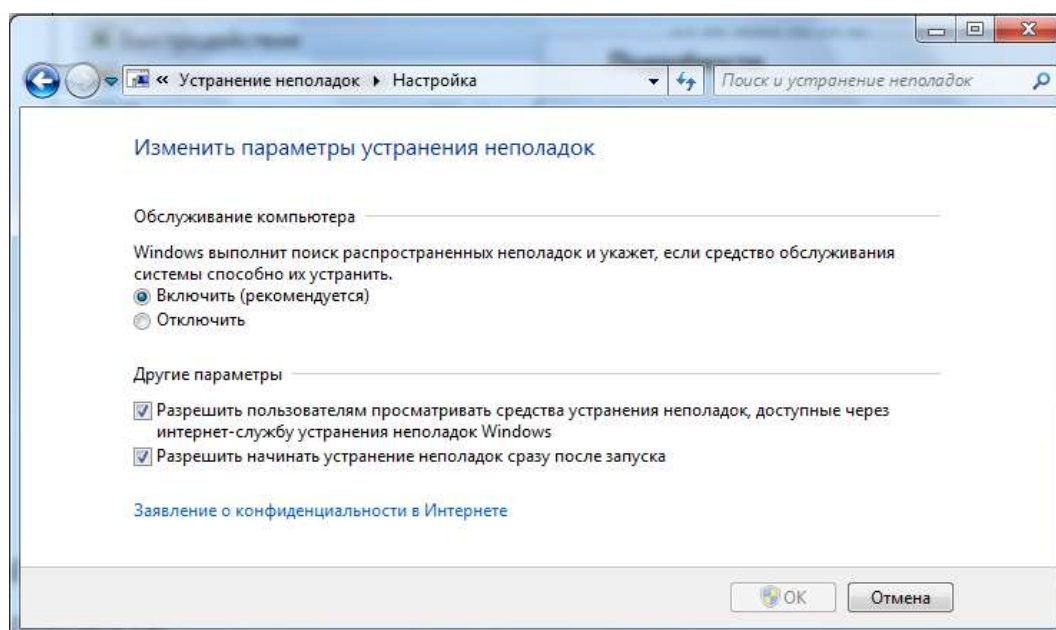 « Устранение неполадок ▸ Настройка
Поиск и устранение неполадок
Изменить параметры устранения неполадок
Обслуживание компьютера
Windows выполнит поиск распространенных неполадок и укажет, если средство обслуживания
системы способно их устранить.
Включить (рекомендуется)
Отключить
Другие параметры
Разрешить пользователям просматривать средства устранения неполадок, доступные через
интернет-службу устранения неполадок Windows
Разрешить начинать устранение неполадок сразу после запуска
Заявление о конфиденциальности в Интернете
OK
Отмена